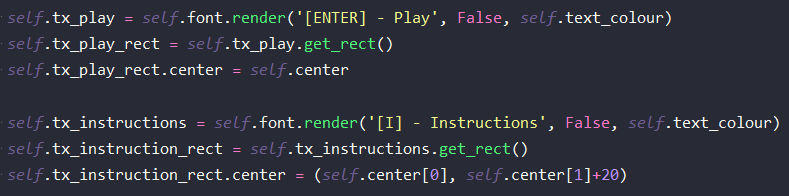 self.tx_play = self.font.render('[ENTER] - Play', False, self.text_colour)
self.tx_play_rect = self.tx_play.get_rect()
self.tx_play_rect.center = self.center
self.tx_instructions = self.font.render('[I] - Instructions', False, self.text_colour)
self.tx_instruction_rect = self.tx_instructions.get_rect()
self.tx_instruction_rect.center = (self.center[0], self.center[1]+20)